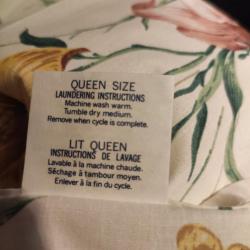 QUEEN SIZE
LAUNDERING INSTRUCTIONS
Machine wash warm.
Tumble dry medium.
Remove when cycle is complete.
LIT QUEEN
INSTRUCTIONS DE LAVAGE
Lavable à la machine chaude.
Séchage à tambour moyen.
Enlever à la fin du cycle.